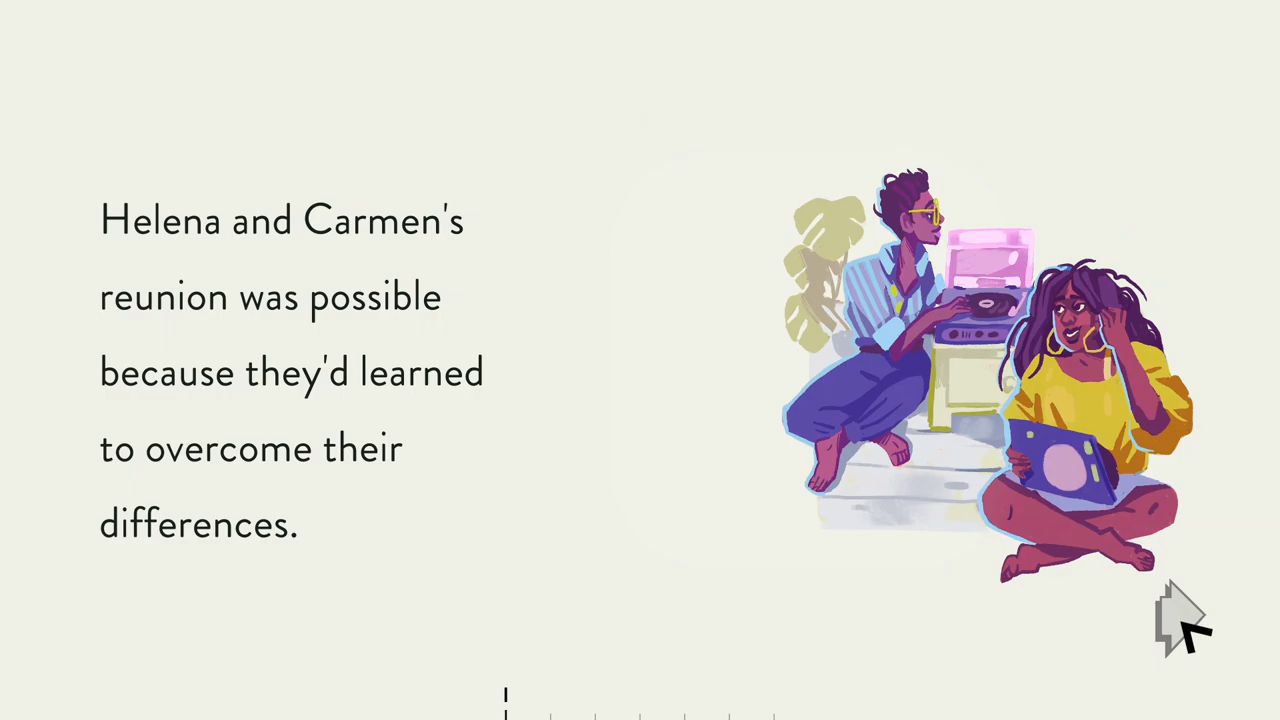 Helena and Carmen's
reunion was possible
because they'd learned
to overcome their
differences.